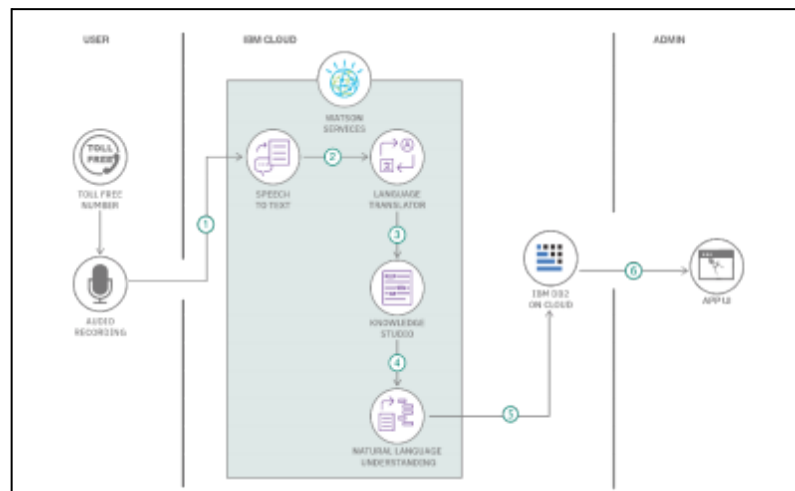 USER
IBM CLOUD
ADMIN
WATSON
SERVICES
TOLL
FREE
TOLL FREE
NUMBER
SPEECH
TO TEXT
2
LANGUAGE
TRANSLATOR
1
3
AUDIO
RECORDING
KNOWLEDGE
STUDIO
IBM DB2
ON CLOUD
6
APP UI
4
NATURAL LANGUAGE
UNDERSTANDING
5